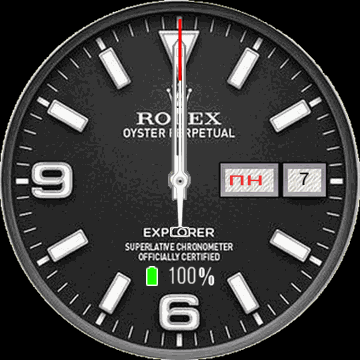 ROLEX
OYSTER PERPETUAL
9
ПН 7
EXPLORER
SUPERLATIVE CHRONOMETER
OFFICIALLY CERTIFIED
100%
6